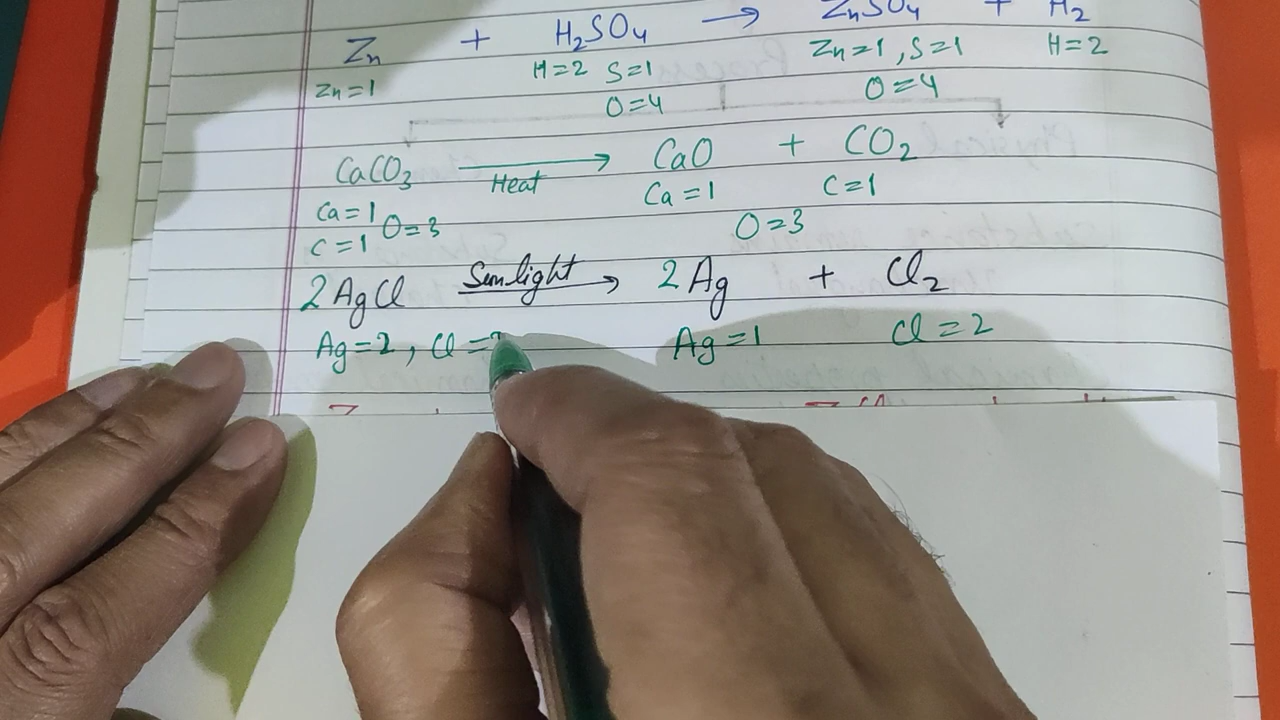 Zn + H₂SO₄ → ZnSO₄ + H₂
Zn=1 H=2 S=1 Zn=1, S=1 H=2
O=4 O=4
CaCO₃ Heat → CaO + CO₂
Ca=1 O=3 Ca=1 C=1
C=1 O=3
2AgCl Sunlight → 2Ag + Cl₂
Ag=2, Cl= Ag=1 Cl=2